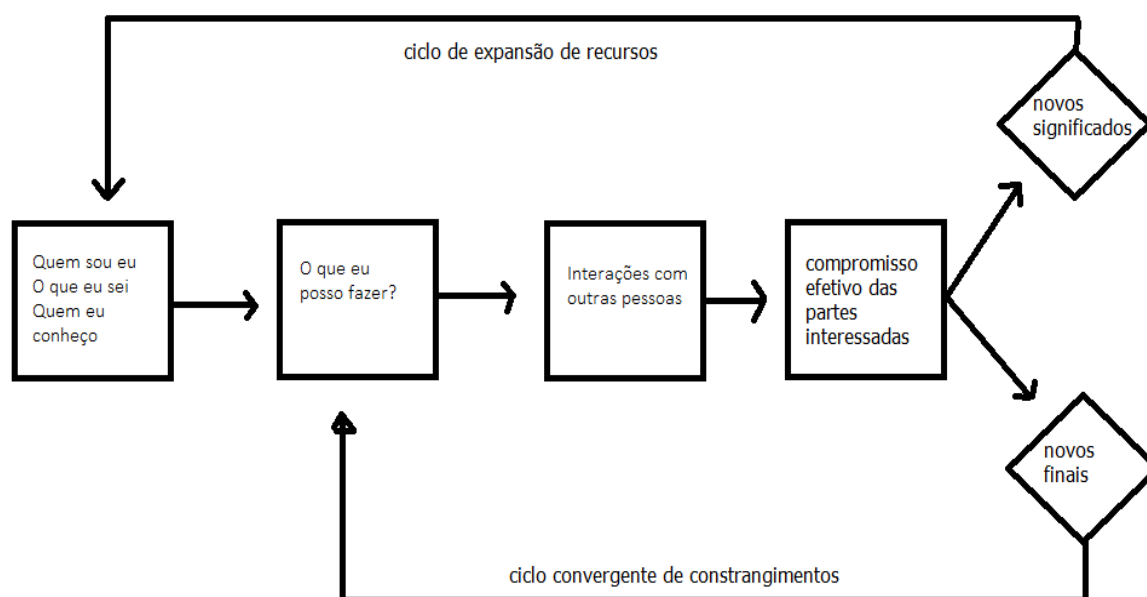 ciclo de expansão de recursos
novos
significados
Quem sou eu
O que eu sei
Quem eu
conheço
O que eu
posso fazer?
Interações com
outras pessoas
compromisso
efetivo das
partes
interessadas
novos
finais
ciclo convergente de constrangimentos